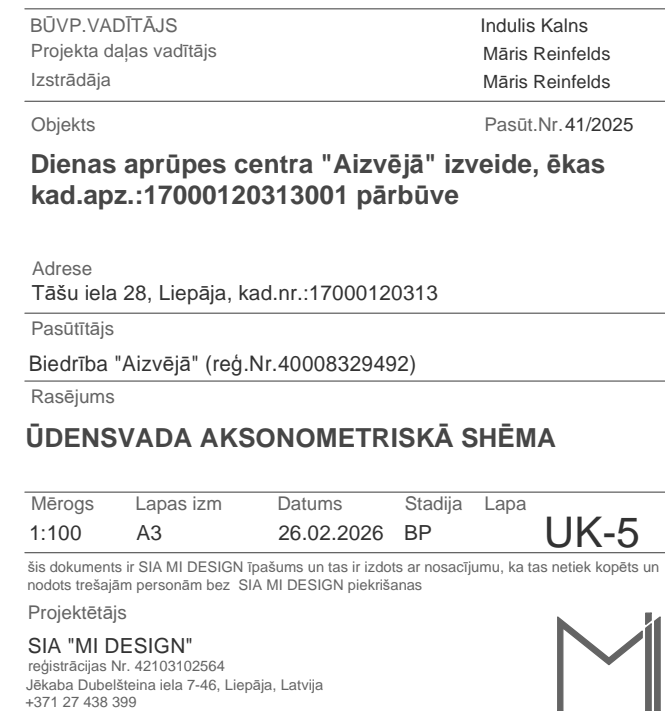 BŪVP.VADĪTĀJS Indulis Kalns
Projekta daļas vadītājs Māris Reinfelds
Izstrādāja Māris Reinfelds
Objekts Pasūt.Nr. 41/2025
Dienas aprūpes centra "Aizvējā" izveide, ēkas
kad.apz.:17000120313001 pārbūve
Adrese
Tāšu iela 28, Liepāja, kad.nr.:17000120313
Pasūtītājs
Biedrība "Aizvējā" (reģ.Nr.40008329492)
Rasējums
ŪDENSVADA AKSONOMETRISKĀ SHĒMA
Mērogs Lapas izm Datums Stadija Lapa
1:100 A3 26.02.2026 BP UK-5
šis dokuments ir SIA MI DESIGN īpašums un tas ir izdots ar nosacījumu, ka tas netiek kopēts un
nodots trešajām personām bez SIA MI DESIGN piekrišanas
Projektētājs
SIA "MI DESIGN"
reģistrācijas Nr. 42103102564
Jēkaba Dubelšteina iela 7-46, Liepāja, Latvija
+371 27 438 399